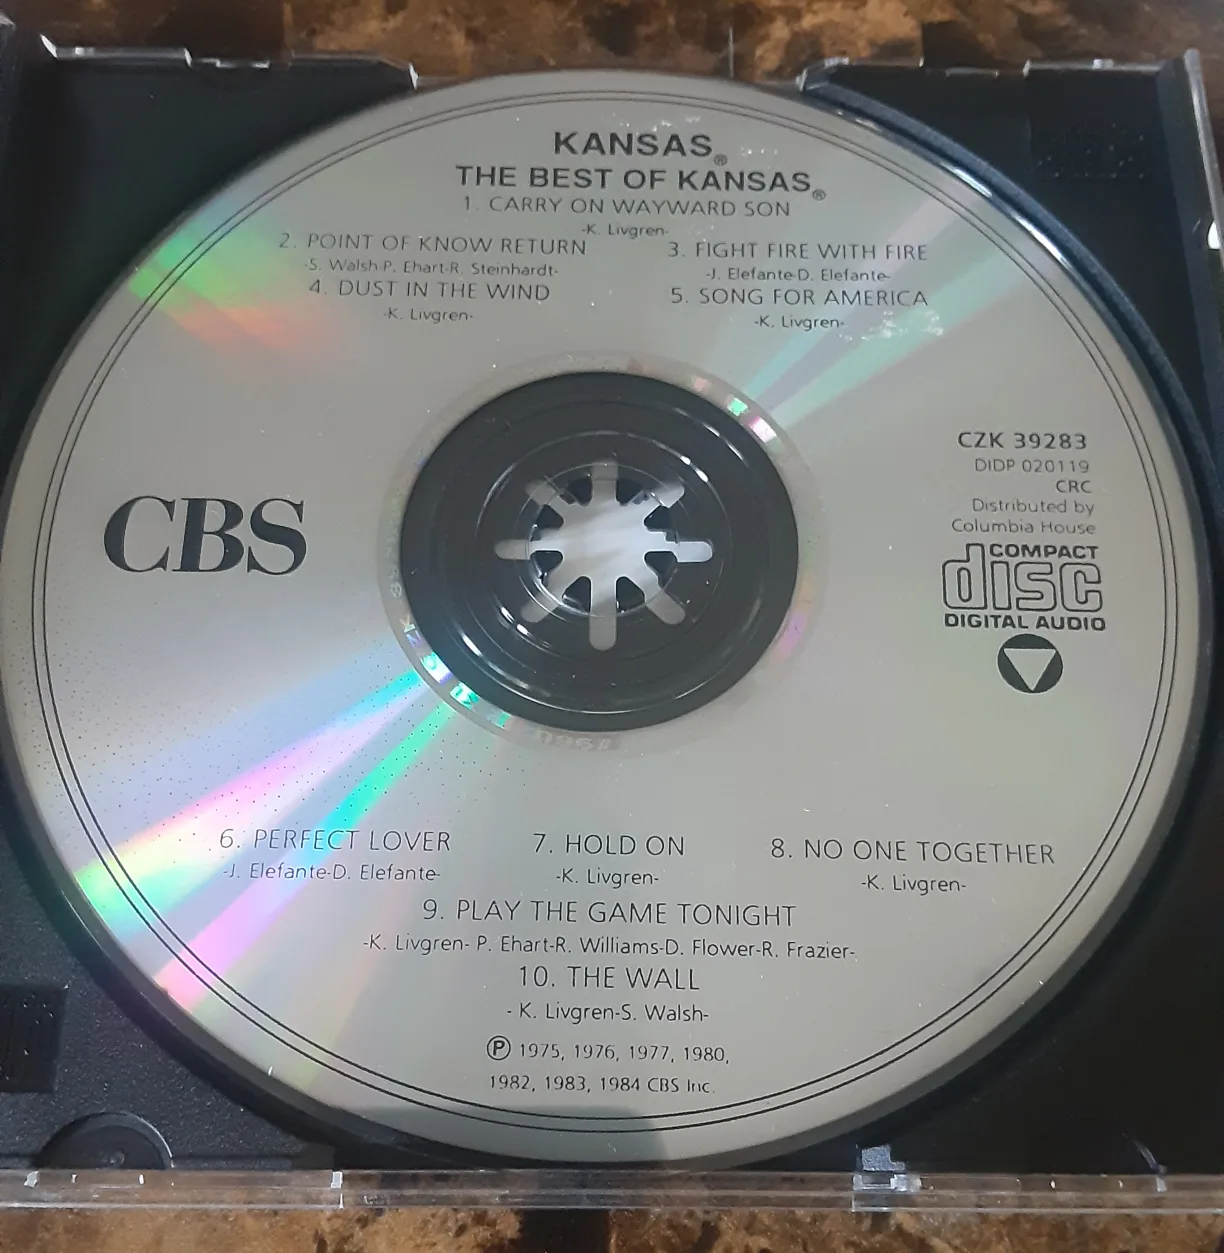 KANSAS®
THE BEST OF KANSAS®
1. CARRY ON WAYWARD SON
-K. Livgren-
2. POINT OF KNOW RETURN
-S. Walsh-P. Ehart-R. Steinhardt-
3. FIGHT FIRE WITH FIRE
-J. Elefante-D. Elefante-
4. DUST IN THE WIND
-K. Livgren-
5. SONG FOR AMERICA
-K. Livgren-
CBS
CZK 39283
DIDP 020119
CRC
Distributed by
Columbia House
COMPACT
disc
DIGITAL AUDIO
6. PERFECT LOVER
-J. Elefante-D. Elefante-
7. HOLD ON
-K. Livgren-
8. NO ONE TOGETHER
-K. Livgren-
9. PLAY THE GAME TONIGHT
-K. Livgren- P. Ehart-R. Williams-D. Flower-R. Frazier-
10. THE WALL
- K. Livgren-S. Walsh-
Ⓟ 1975, 1976, 1977, 1980,
1982, 1983, 1984 CBS Inc.